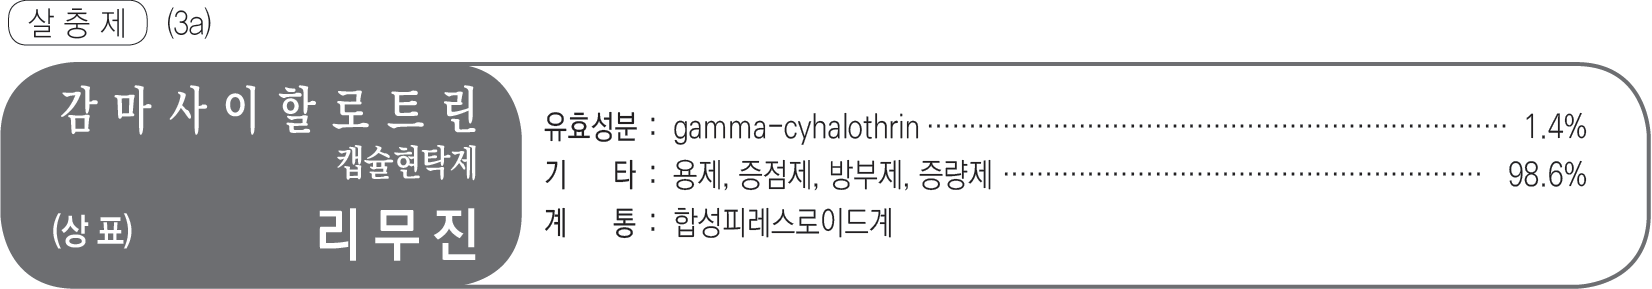 살충제 (3a)
감마사이할로트린
캡슐현탁제
(상표) 리무진
유효성분 : gamma-cyhalothrin ································ 1.4%
기 타 : 용제, 증점제, 방부제, 증량제 ································ 98.6%
계 통 : 합성피레스로이드계